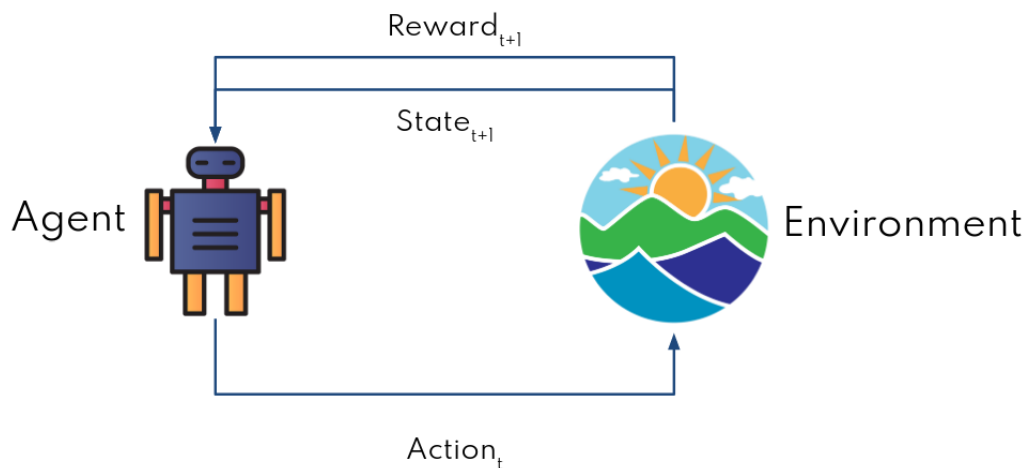 Reward t+1
State t+1
Agent
Environment
Action t